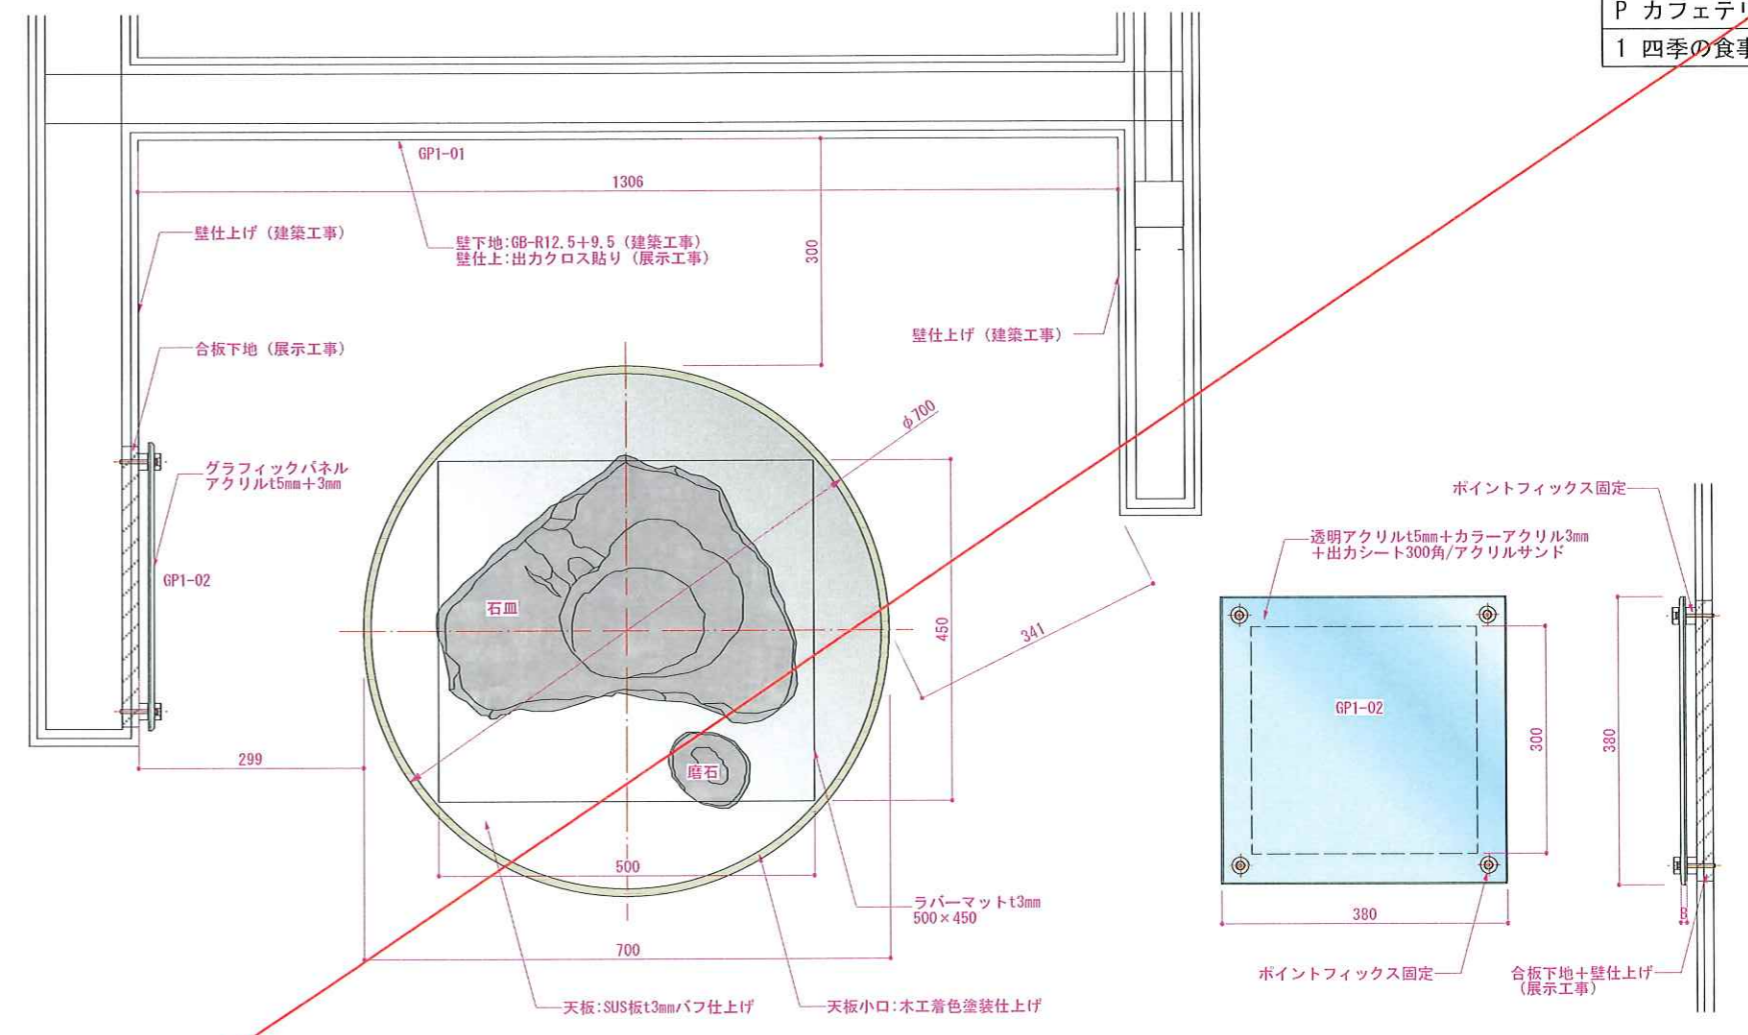 P カフェテリ
1 四季の食事
GP1-01
1306
壁仕上げ（建築工事）
壁下地:GB-R12.5+9.5（建築工事）
壁仕上:出力クロス貼り（展示工事）
300
壁仕上げ（建築工事）
合板下地（展示工事）
φ700
グラフィックパネル
アクリルt5mm＋3mm
GP1-02
石皿
450
341
磨石
299
500
ラバーマットt3mm
500×450
700
天板:SUS板t3mmバフ仕上げ
天板小口:木工着色塗装仕上げ
ポイントフィックス固定
透明アクリルt5mm＋カラーアクリル3mm
＋出力シート300角/アクリルサンド
GP1-02
300
380
380
8
ポイントフィックス固定
合板下地＋壁仕上げ
（展示工事）